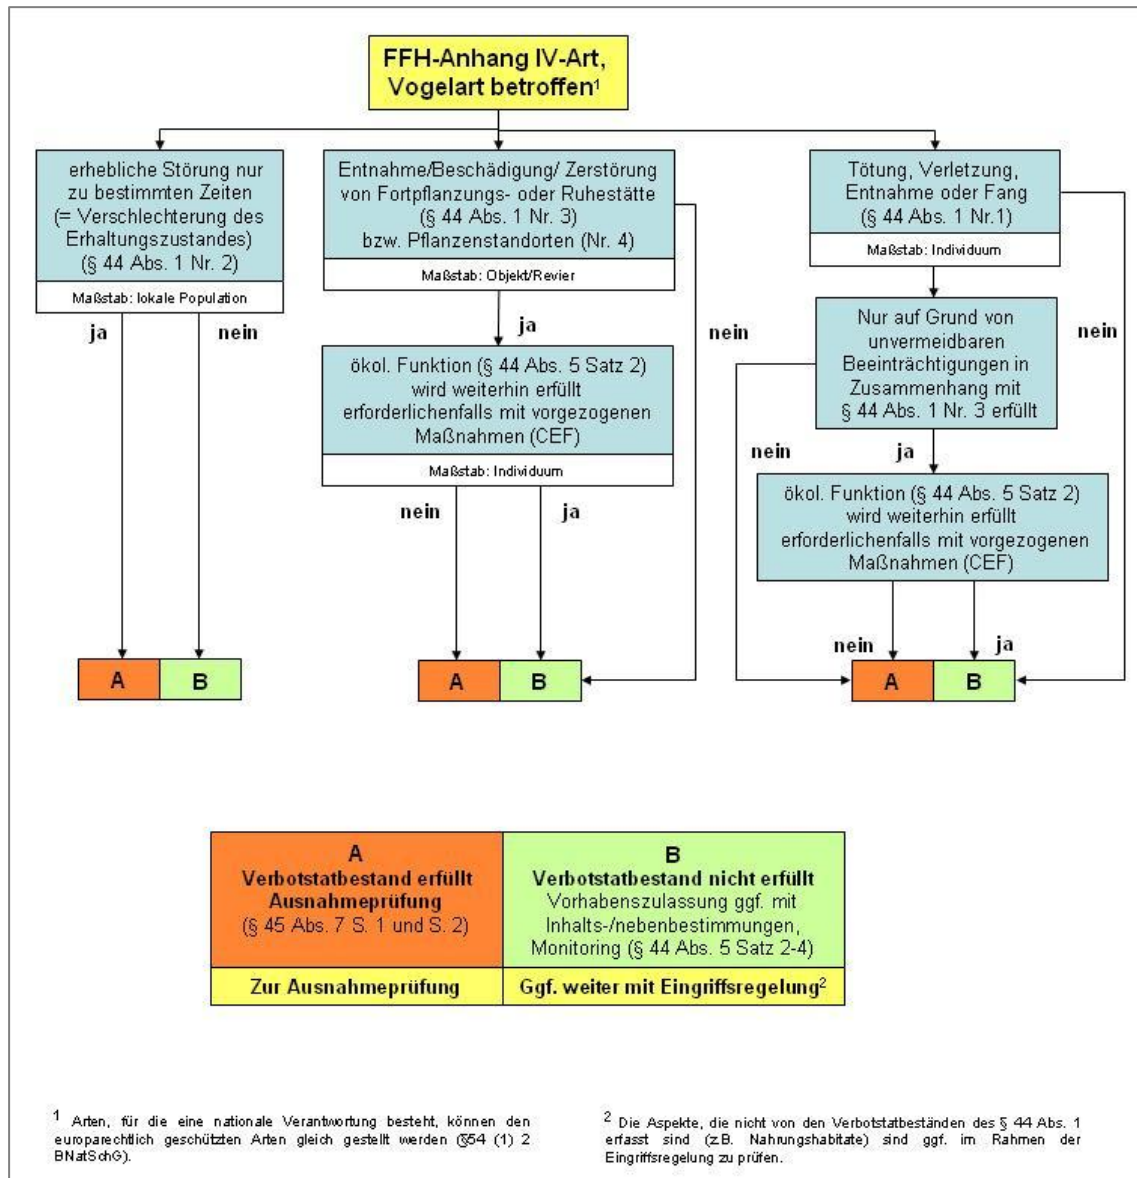 FFH-Anhang IV-Art,
Vogelart betroffen¹
erhebliche Störung nur
zu bestimmten Zeiten
(= Verschlechterung des
Erhaltungszustandes)
(§ 44 Abs. 1 Nr. 2)
Maßstab: lokale Population
ja
nein
A
B
Entnahme/Beschädigung/ Zerstörung
von Fortpflanzungs- oder Ruhestätte
(§ 44 Abs. 1 Nr. 3)
bzw. Pflanzenstandorten (Nr. 4)
Maßstab: Objekt/Revier
ja
nein
ökol. Funktion (§ 44 Abs. 5 Satz 2)
wird weiterhin erfüllt
erforderlichenfalls mit vorgezogenen
Maßnahmen (CEF)
Maßstab: Individuum
nein
ja
A
B
Tötung, Verletzung,
Entnahme oder Fang
(§ 44 Abs. 1 Nr.1)
Maßstab: Individuum
nein
Nur auf Grund von
unvermeidbaren
Beeinträchtigungen in
Zusammenhang mit
§ 44 Abs. 1 Nr. 3 erfüllt
nein
ja
ökol. Funktion (§ 44 Abs. 5 Satz 2)
wird weiterhin erfüllt
erforderlichenfalls mit vorgezogenen
Maßnahmen (CEF)
nein
ja
A
B
A
Verbotstatbestand erfüllt
Ausnahmeprüfung
(§ 45 Abs. 7 S. 1 und S. 2)
Zur Ausnahmeprüfung
B
Verbotstatbestand nicht erfüllt
Vorhabenszulassung ggf. mit
Inhalts-/nebenbestimmungen,
Monitoring (§ 44 Abs. 5 Satz 2-4)
Ggf. weiter mit Eingriffsregelung²
¹ Arten, für die eine nationale Verantwortung besteht, können den
europarechtlich geschützten Arten gleich gestellt werden (§54 (1) 2
BNatSchG).
² Die Aspekte, die nicht von den Verbotstatbeständen des § 44 Abs. 1
erfasst sind (z.B. Nahrungshabitate) sind ggf. im Rahmen der
Eingriffsregelung zu prüfen.